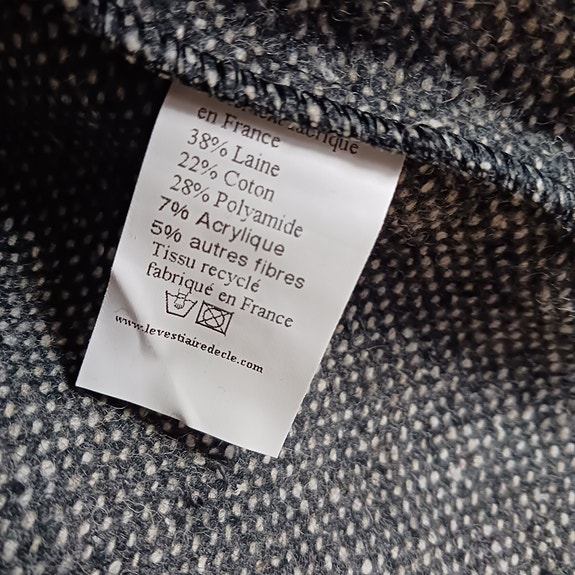 fabriqué
en France
38% Laine
22% Coton
28% Polyamide
7% Acrylique
5% autres fibres
Tissu recyclé
fabriqué en France
www.levestiairedecle.com